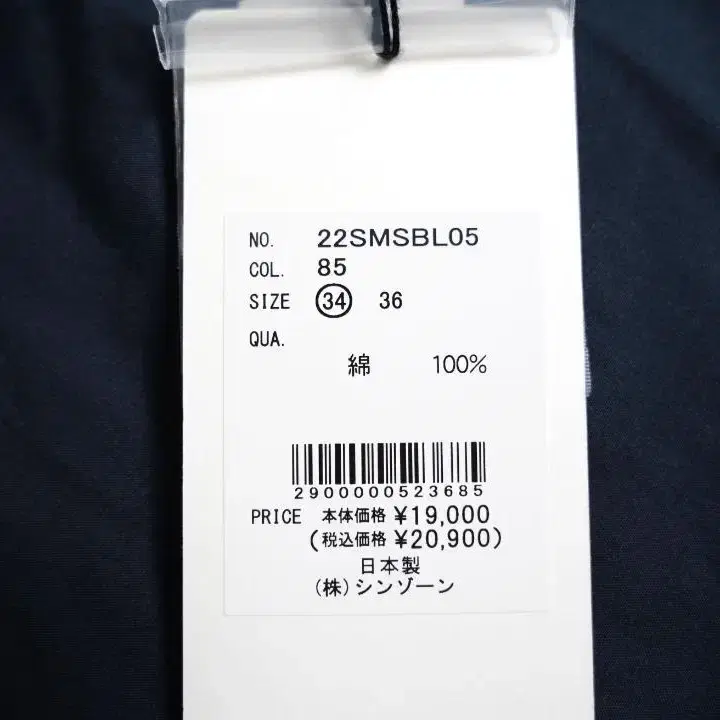 NO. 22SMSBL05
COL. 85
SIZE 34 36
QUA.
綿 100%
2900000523685
PRICE 本体価格 ¥19,000
(税込価格 ¥20,900)
日本製
(株)シンゾーン